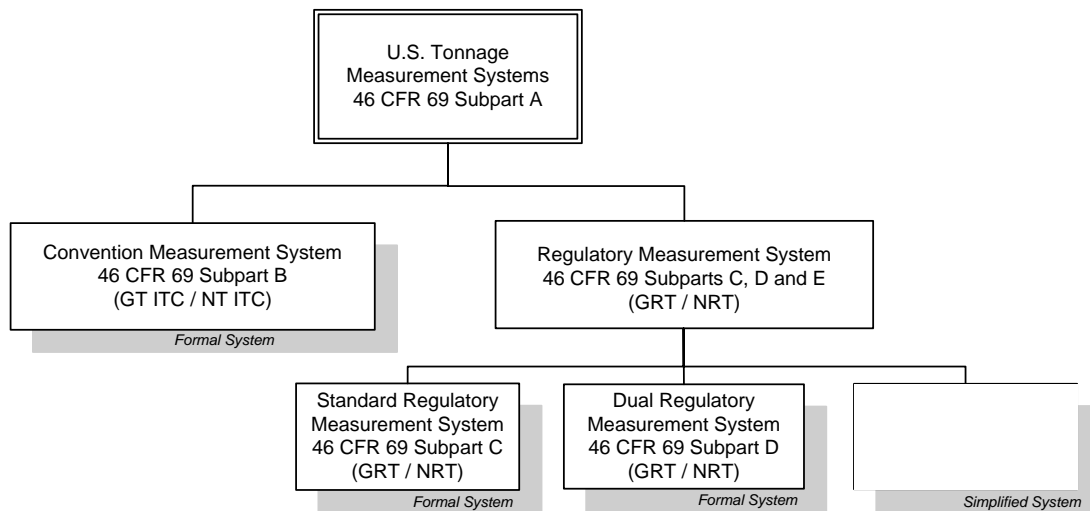 U.S. Tonnage
Measurement Systems
46 CFR 69 Subpart A
Convention Measurement System
46 CFR 69 Subpart B
(GT ITC / NT ITC)
Formal System
Regulatory Measurement System
46 CFR 69 Subparts C, D and E
(GRT / NRT)
Standard Regulatory
Measurement System
46 CFR 69 Subpart C
(GRT / NRT)
Formal System
Dual Regulatory
Measurement System
46 CFR 69 Subpart D
(GRT / NRT)
Formal System
Simplified System